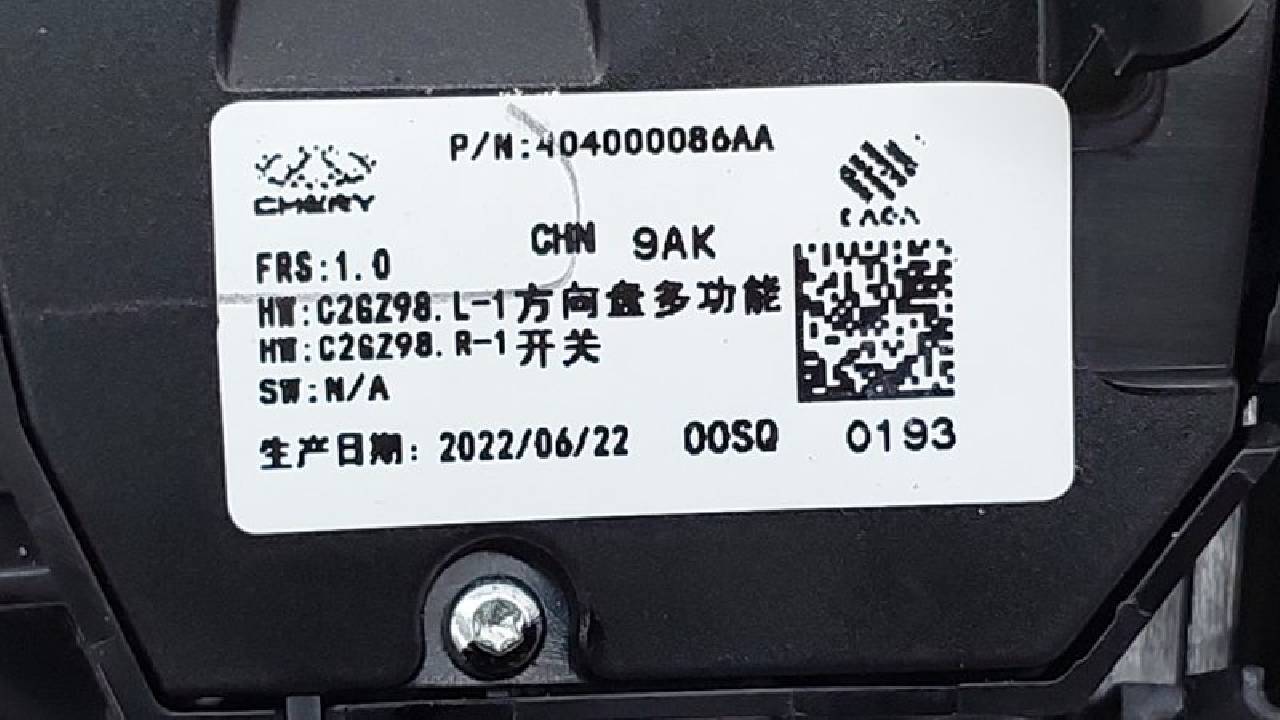 P/N:404000086AA
CHERY
CHN 9AK
FRS:1.0
HW:C26Z98.L-1方向盘多功能
HW:C26Z98.R-1开关
SW:N/A
生产日期: 2022/06/22 00SQ 0193